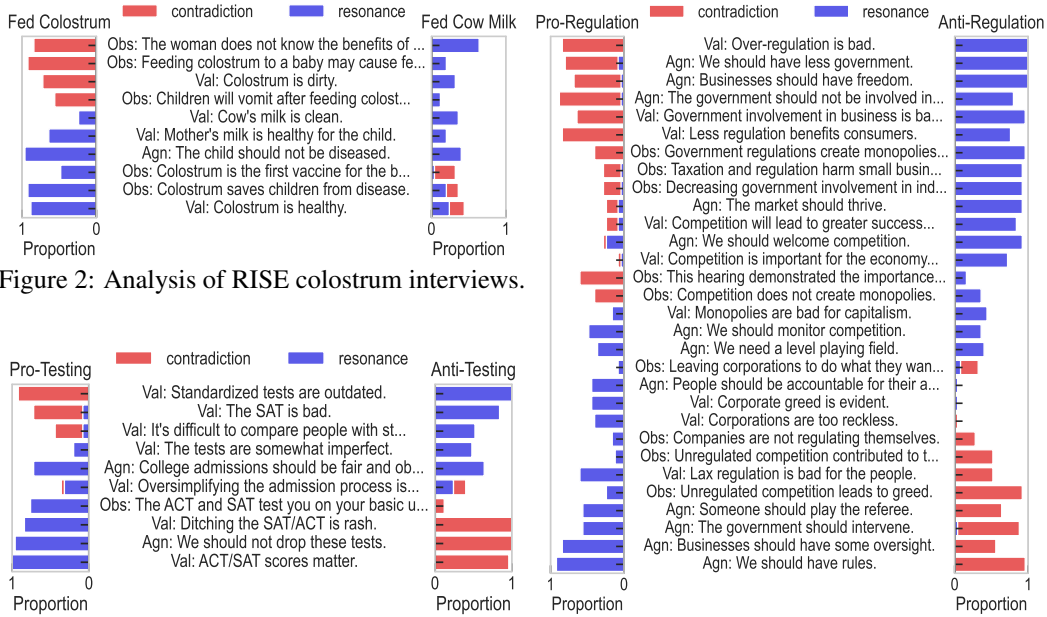 contradiction resonance
Fed Colostrum Fed Cow Milk
Obs: The woman does not know the benefits of ...
Obs: Feeding colostrum to a baby may cause fe...
Val: Colostrum is dirty.
Obs: Children will vomit after feeding colost...
Val: Cow's milk is clean.
Val: Mother's milk is healthy for the child.
Agn: The child should not be diseased.
Obs: Colostrum is the first vaccine for the b...
Obs: Colostrum saves children from disease.
Val: Colostrum is healthy.
1 0 0 1
Proportion Proportion
Figure 2: Analysis of RISE colostrum interviews.
contradiction resonance
Pro-Testing Anti-Testing
Val: Standardized tests are outdated.
Val: The SAT is bad.
Val: It's difficult to compare people with st...
Val: The tests are somewhat imperfect.
Agn: College admissions should be fair and ob...
Val: Oversimplifying the admission process is...
Obs: The ACT and SAT test you on your basic u...
Val: Ditching the SAT/ACT is rash.
Agn: We should not drop these tests.
Val: ACT/SAT scores matter.
1 0 0 1
Proportion Proportion
contradiction resonance
Pro-Regulation Anti-Regulation
Val: Over-regulation is bad.
Agn: We should have less government.
Agn: Businesses should have freedom.
Agn: The government should not be involved in...
Val: Government involvement in business is ba...
Val: Less regulation benefits consumers.
Obs: Government regulations create monopolies...
Obs: Taxation and regulation harm small busin...
Obs: Decreasing government involvement in ind...
Agn: The market should thrive.
Val: Competition will lead to greater success...
Agn: We should welcome competition.
Val: Competition is important for the economy...
Obs: This hearing demonstrated the importance...
Obs: Competition does not create monopolies.
Val: Monopolies are bad for capitalism.
Agn: We should monitor competition.
Agn: We need a level playing field.
Obs: Leaving corporations to do what they wan...
Agn: People should be accountable for their a...
Val: Corporate greed is evident.
Val: Corporations are too reckless.
Obs: Companies are not regulating themselves.
Obs: Unregulated competition contributed to t...
Val: Lax regulation is bad for the people.
Obs: Unregulated competition leads to greed.
Agn: Someone should play the referee.
Agn: The government should intervene.
Agn: Businesses should have some oversight.
Agn: We should have rules.
1 0 0 1
Proportion Proportion